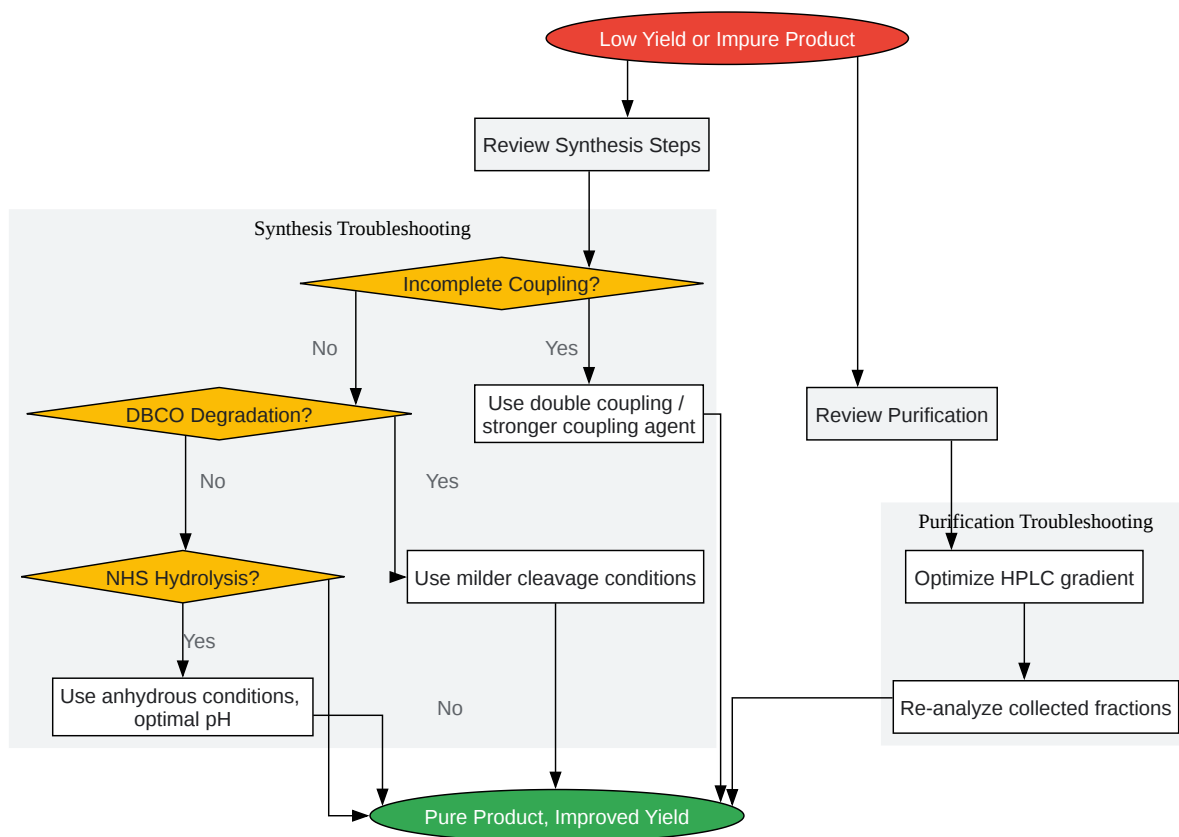 Low Yield or Impure Product
Review Synthesis Steps
Synthesis Troubleshooting
Incomplete Coupling?
No
Yes
DBCO Degradation?
Use double coupling /
stronger coupling agent
Review Purification
No
Yes
Purification Troubleshooting
NHS Hydrolysis?
Use milder cleavage conditions
Optimize HPLC gradient
Yes
Use anhydrous conditions,
optimal pH
No
Re-analyze collected fractions
Pure Product, Improved Yield